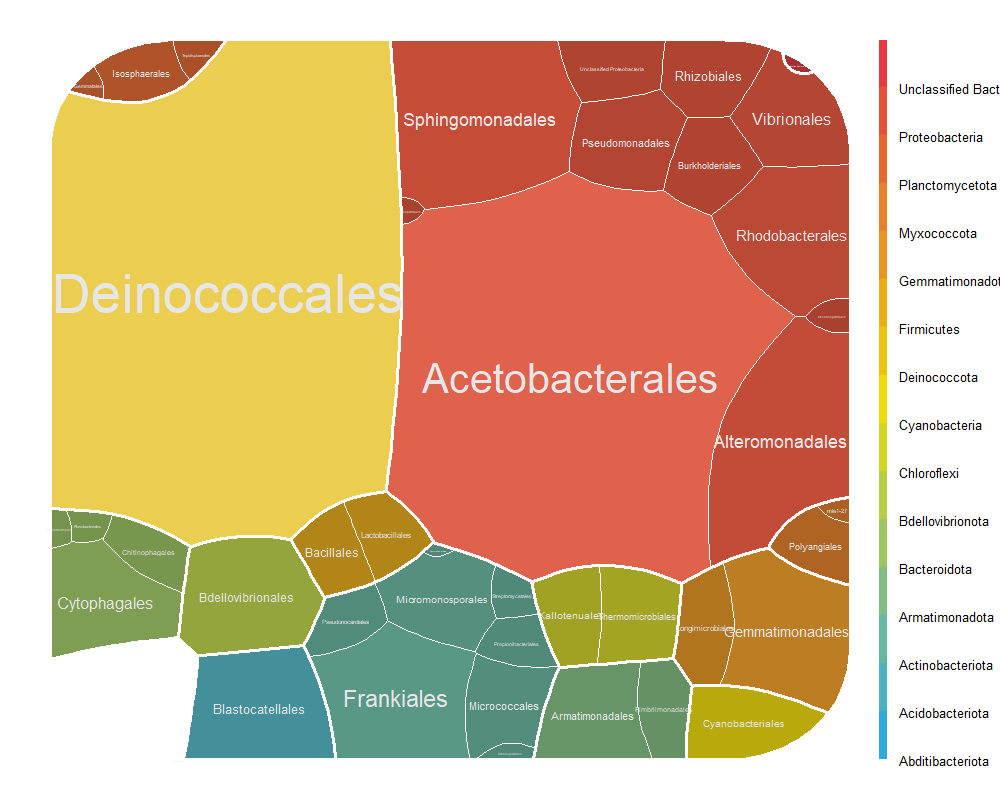 Isosphaerales
Unclassified Proteobacteria
Rhizobiales
Sphingomonadales
Vibrionales
Pseudomonadales
Burkholderiales
Rhodobacterales
Deinococcales
Acetobacterales
Alteromonadales
mle1-27
Lactobacillales
Polyangiales
Bacillales
Chitinophagales
Cytophagales
Bdellovibrionales
Micromonosporales
Streptomycetales
Pseudonocardiales
Kallotenuales
Thermomicrobiales
Longimicrobiales
Gemmatimonadales
Propionibacteriales
Frankiales
Micrococcales
Blastocatellales
Armatimonadales
Fimbriimonadales
Cyanobacteriales
Unclassified Bact
Proteobacteria
Planctomycetota
Myxococcota
Gemmatimonadot
Firmicutes
Deinococcota
Cyanobacteria
Chloroflexi
Bdellovibrionota
Bacteroidota
Armatimonadota
Actinobacteriota
Acidobacteriota
Abditibacteriota